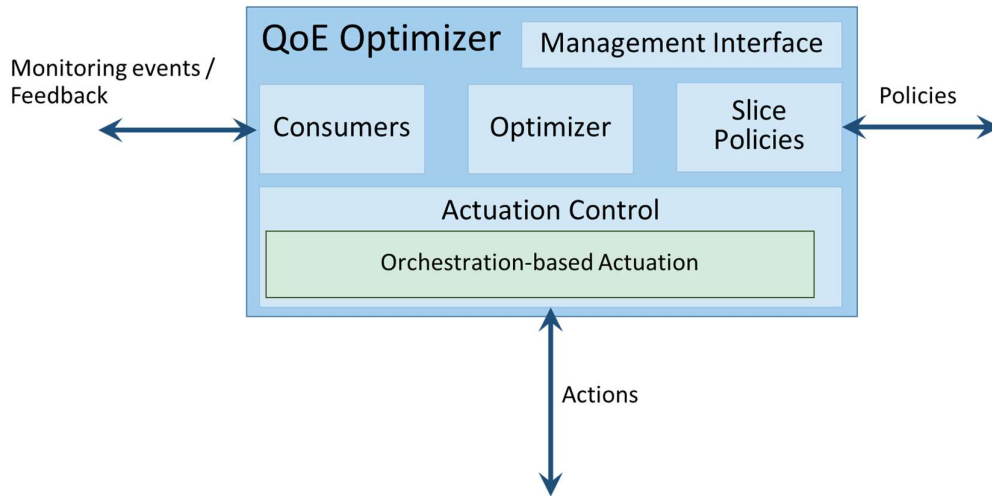 QoE Optimizer
Management Interface
Monitoring events /
Feedback
Consumers
Optimizer
Slice
Policies
Policies
Actuation Control
Orchestration-based Actuation
Actions